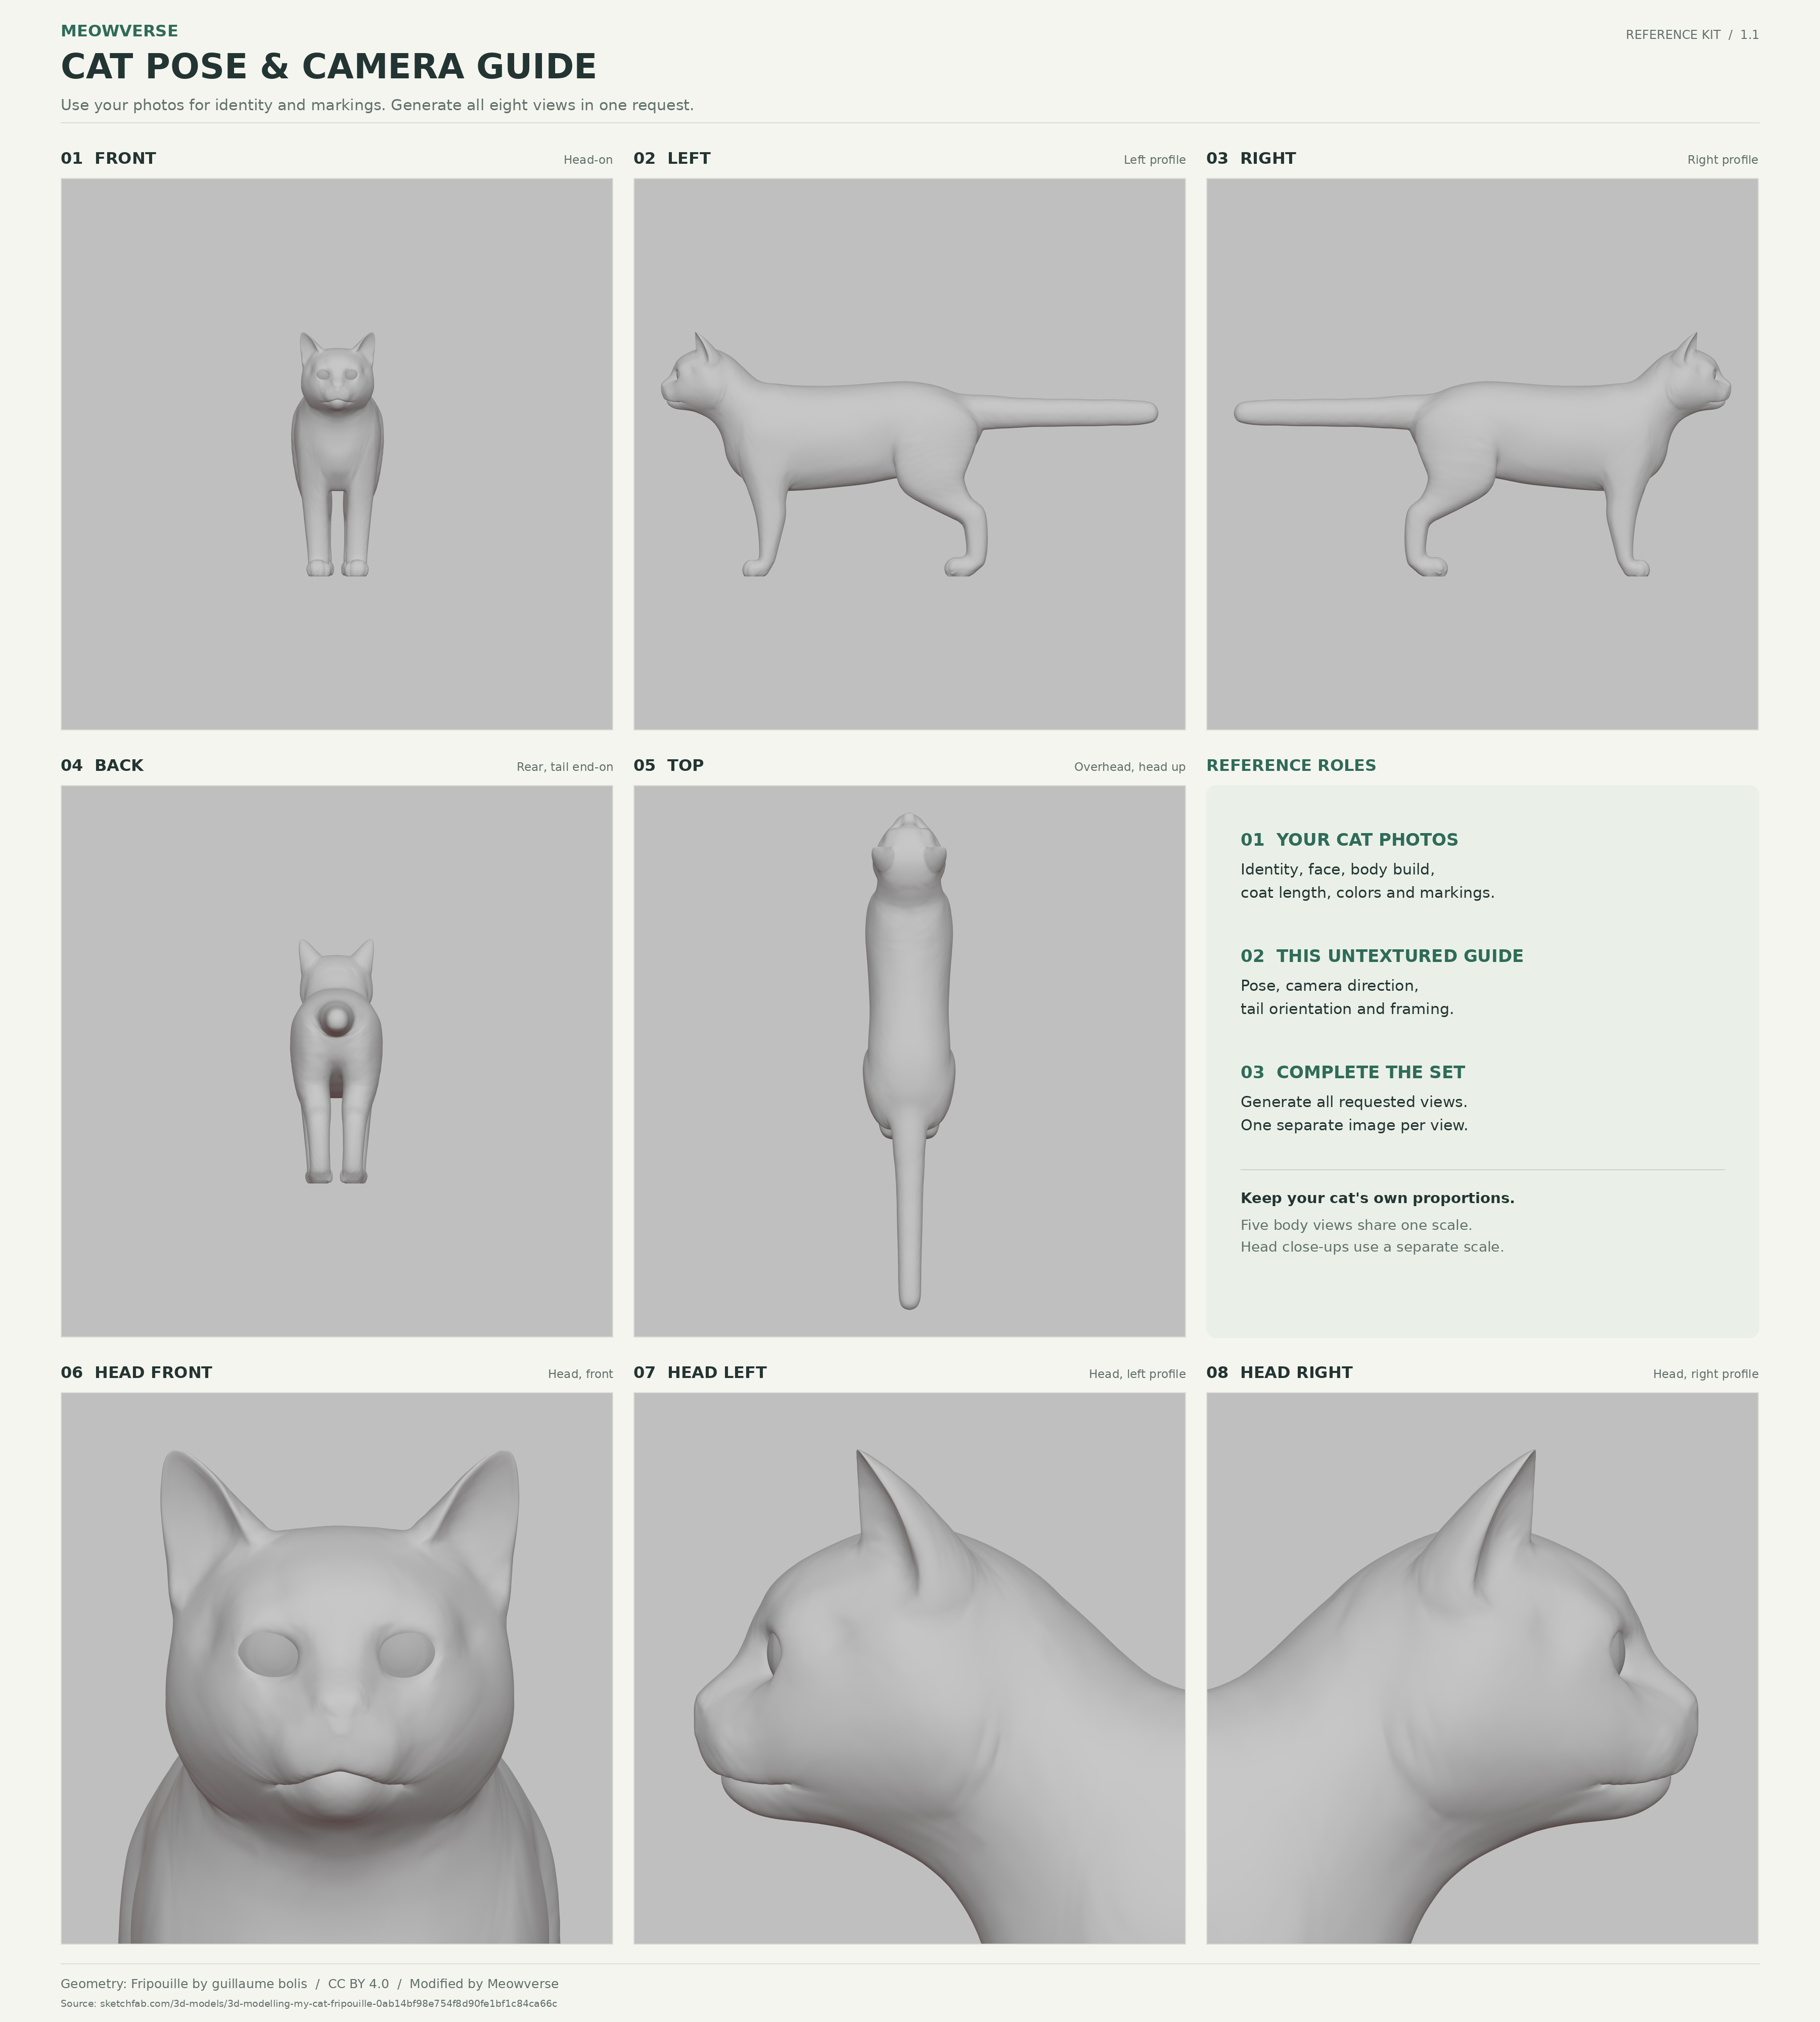 MEOWVERSE
REFERENCE KIT / 1.1
CAT POSE & CAMERA GUIDE
Use your photos for identity and markings. Generate all eight views in one request.
01 FRONT
Head-on
02 LEFT
Left profile
03 RIGHT
Right profile
04 BACK
Rear, tail end-on
05 TOP
Overhead, head up
REFERENCE ROLES
01 YOUR CAT PHOTOS
Identity, face, body build,
coat length, colors and markings.
02 THIS UNTEXTURED GUIDE
Pose, camera direction,
tail orientation and framing.
03 COMPLETE THE SET
Generate all requested views.
One separate image per view.
Keep your cat's own proportions.
Five body views share one scale.
Head close-ups use a separate scale.
06 HEAD FRONT
Head, front
07 HEAD LEFT
Head, left profile
08 HEAD RIGHT
Head, right profile
Geometry: Fripouille by guillaume bolis / CC BY 4.0 / Modified by Meowverse
Source: sketchfab.com/3d-models/3d-modelling-my-cat-fripouille-0ab14bf98e754f8d90fe1bf1c84ca66c